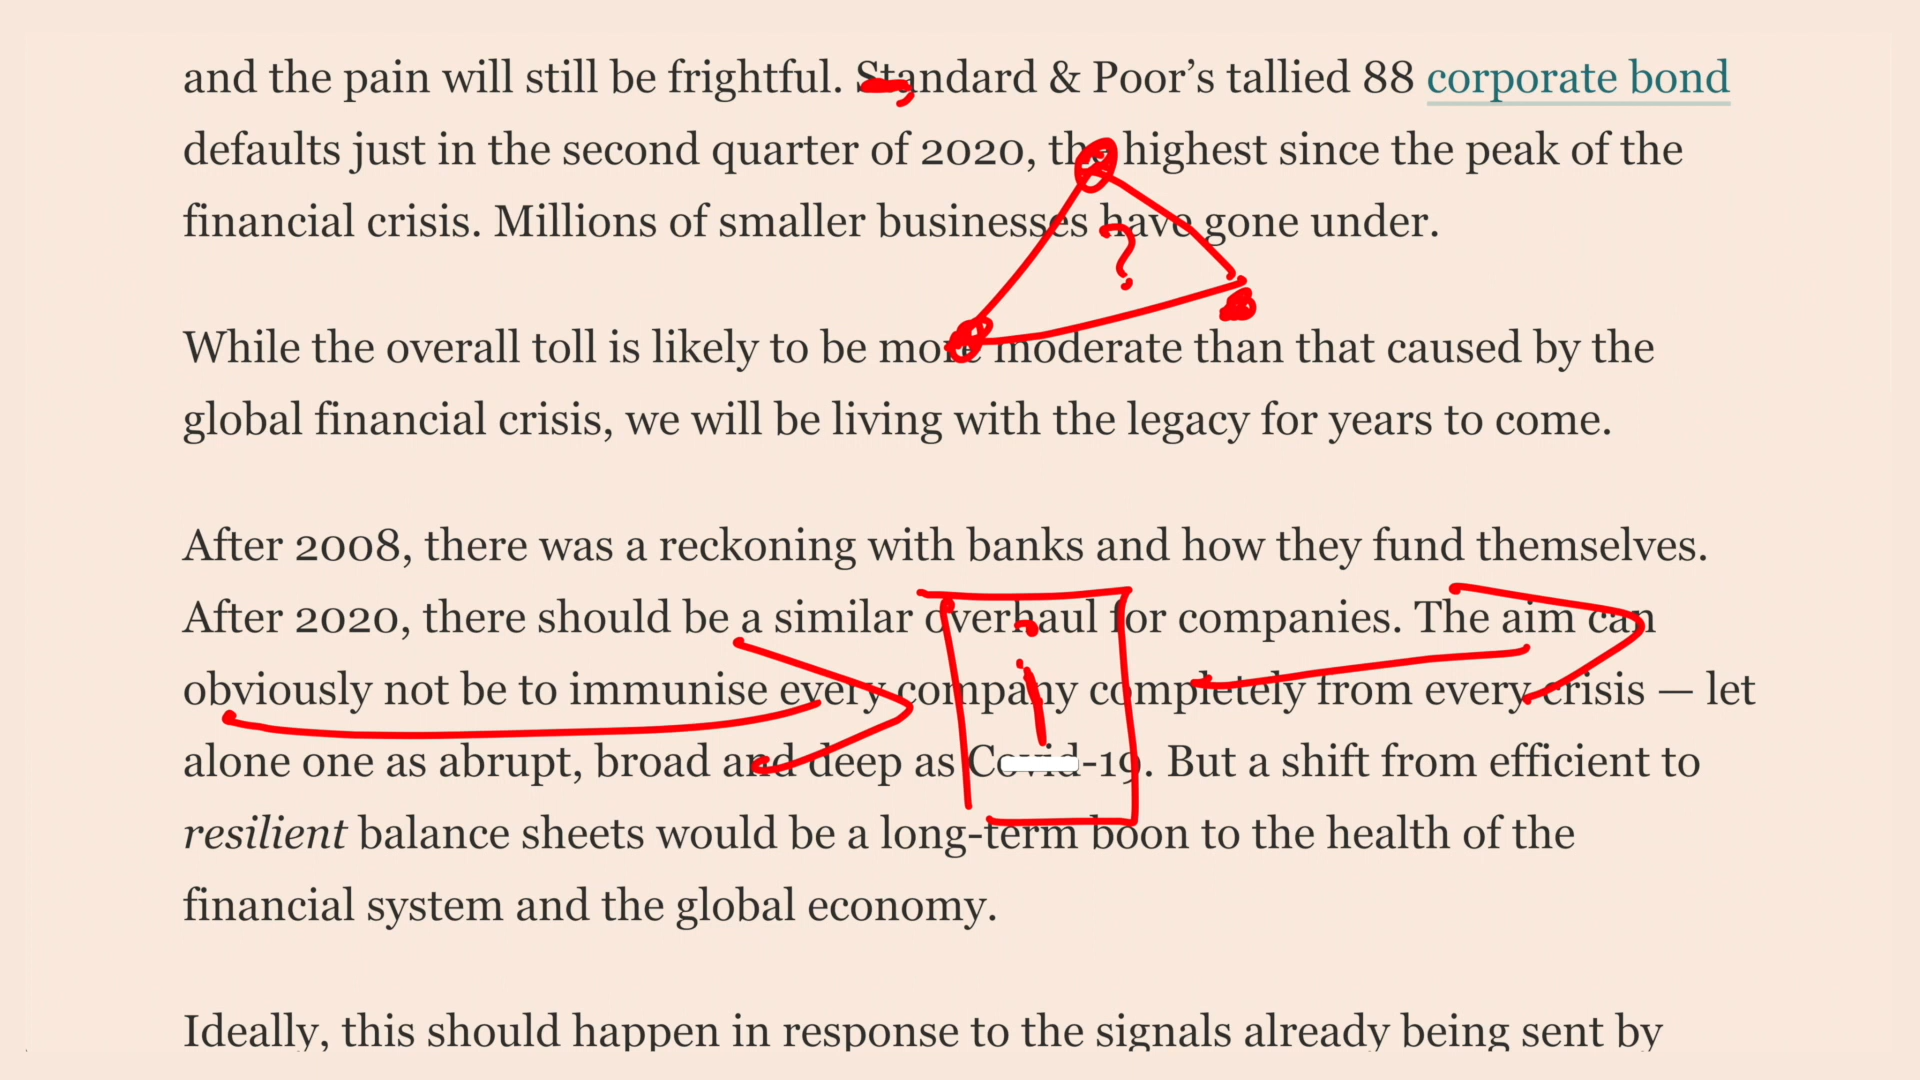 and the pain will still be frightful. Standard & Poor’s tallied 88 corporate bond
defaults just in the second quarter of 2020, the highest since the peak of the
financial crisis. Millions of smaller businesses have gone under.
?
While the overall toll is likely to be more moderate than that caused by the
global financial crisis, we will be living with the legacy for years to come.
After 2008, there was a reckoning with banks and how they fund themselves.
After 2020, there should be a similar overhaul for companies. The aim can
obviously not be to immunise every company completely from every crisis — let
alone one as abrupt, broad and deep as Covid-19. But a shift from efficient to
resilient balance sheets would be a long-term boon to the health of the
financial system and the global economy.
Ideally, this should happen in response to the signals already being sent by